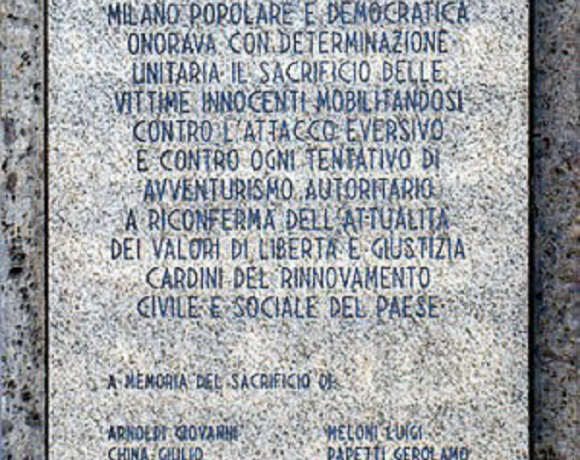 MILANO POPOLARE E DEMOCRATICA
ONORAVA CON DETERMINAZIONE
UNITARIA IL SACRIFICIO DELLE
VITTIME INNOCENTI MOBILITANDOSI
CONTRO L'ATTACCO EVERSIVO
E CONTRO OGNI TENTATIVO DI
AVVENTURISMO AUTORITARIO
A RICONFERMA DELL'ATTUALITÀ
DEI VALORI DI LIBERTÀ E GIUSTIZIA
CARDINI DEL RINNOVAMENTO
CIVILE E SOCIALE DEL PAESE
A MEMORIA DEL SACRIFICIO DI:
ARNOLDI GIOVANNI MELONI LUIGI
CHINA GIULIO PAPETTI GEROLAMO